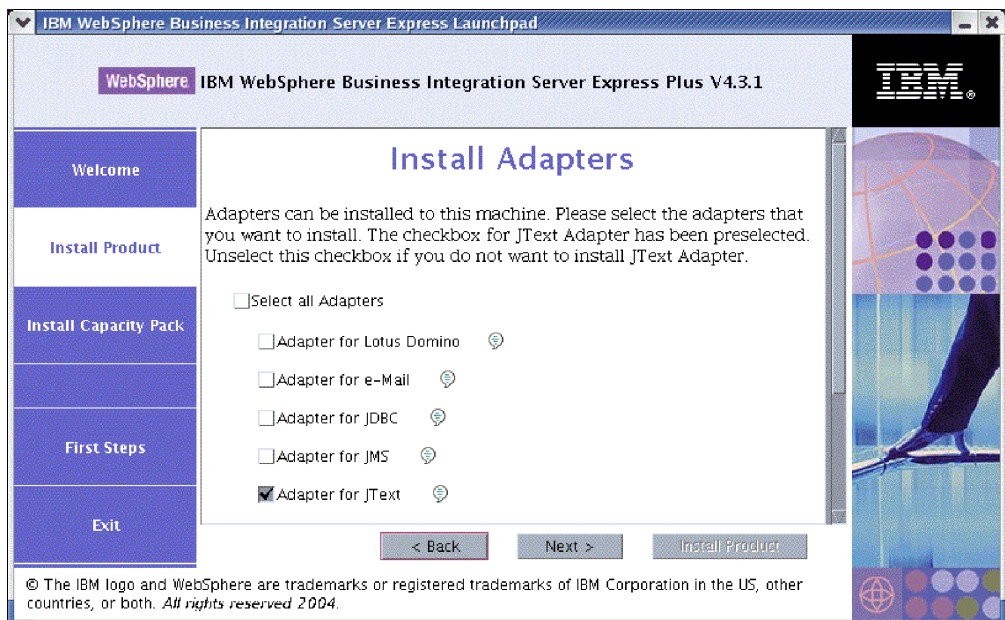 IBM WebSphere Business Integration Server Express Launchpad
WebSphere. IBM WebSphere Business Integration Server Express Plus V4.3.1
IBM®
Welcome
Install Product
Install Capacity Pack
First Steps
Exit
Install Adapters
Adapters can be installed to this machine. Please select the adapters that
you want to install. The checkbox for JText Adapter has been preselected.
Unselect this checkbox if you do not want to install JText Adapter.
Select all Adapters
Adapter for Lotus Domino
Adapter for e-Mail
Adapter for JDBC
Adapter for JMS
Adapter for JText
< Back Next > Install Product
© The IBM logo and WebSphere are trademarks or registered trademarks of IBM Corporation in the US, other
countries, or both. All rights reserved 2004.